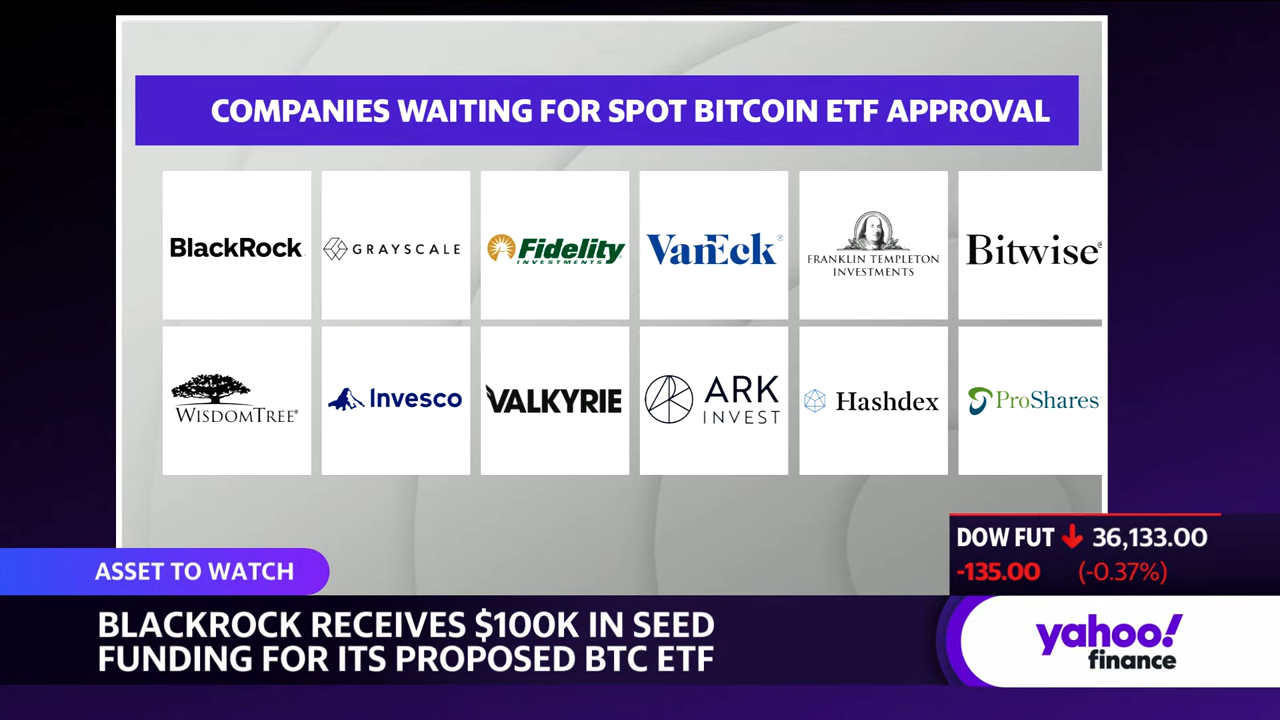 COMPANIES WAITING FOR SPOT BITCOIN ETF APPROVAL
BlackRock
GRAYSCALE
Fidelity
INVESTMENTS
VanEck®
FRANKLIN TEMPLETON
INVESTMENTS
Bitwise®
WISDOMTREE®
Invesco
VALKYRIE
ARK
INVEST
Hashdex
ProShares
DOW FUT 36,133.00
-135.00 (-0.37%)
ASSET TO WATCH
BLACKROCK RECEIVES $100K IN SEED
FUNDING FOR ITS PROPOSED BTC ETF
yahoo!
finance